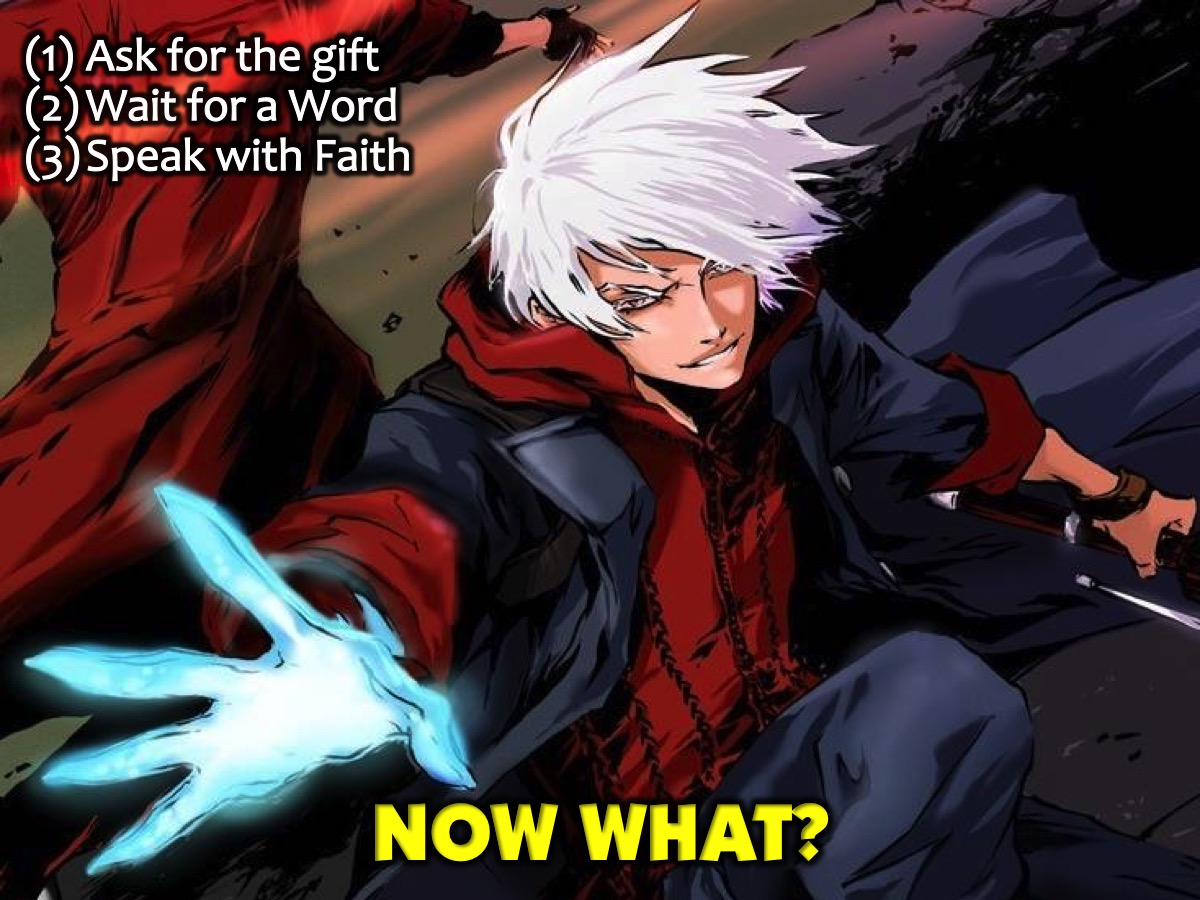 (1) Ask for the gift
(2) Wait for a Word
(3) Speak with Faith
NOW WHAT?